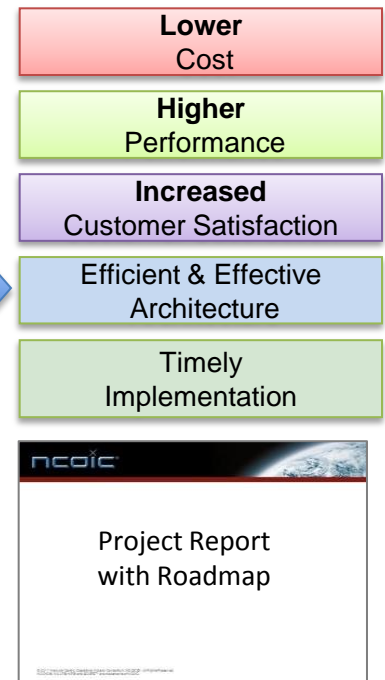 Lower
Cost
Higher
Performance
Increased
Customer Satisfaction
Efficient & Effective
Architecture
Timely
Implementation
ncoic
Project Report
with Roadmap